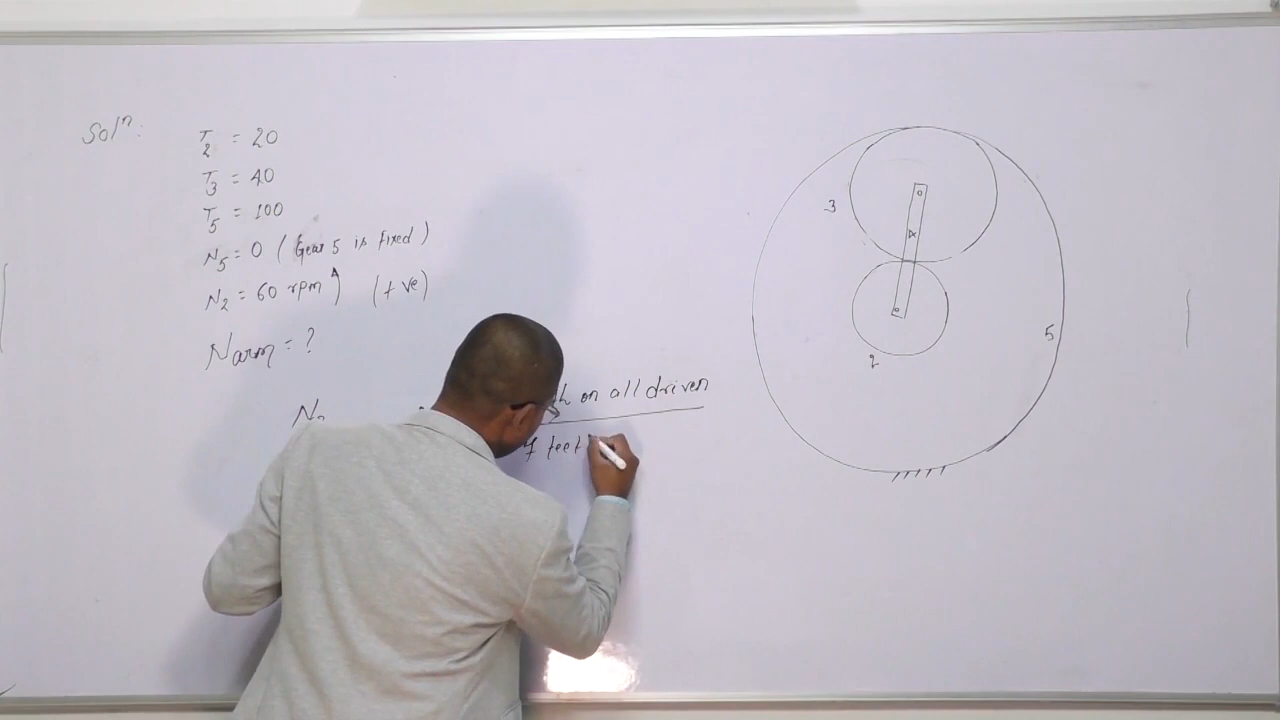 Solⁿ:
T₂ = 20
T₃ = 40
T₅ = 100
N₅ = 0 (Gear 5 is fixed)
N₂ = 60 rpm (+ve)
Narm = ?
on all driven
teet
3
A
2
5